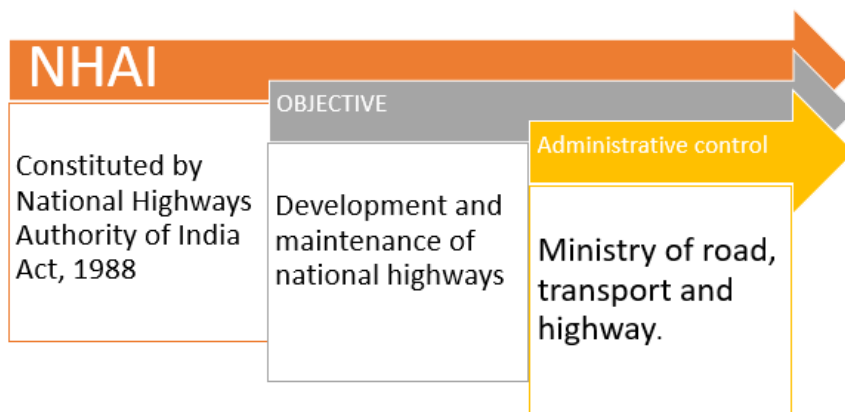 NHAI
Constituted by
National Highways
Authority of India
Act, 1988
OBJECTIVE
Development and
maintenance of
national highways
Administrative control
Ministry of road,
transport and
highway.